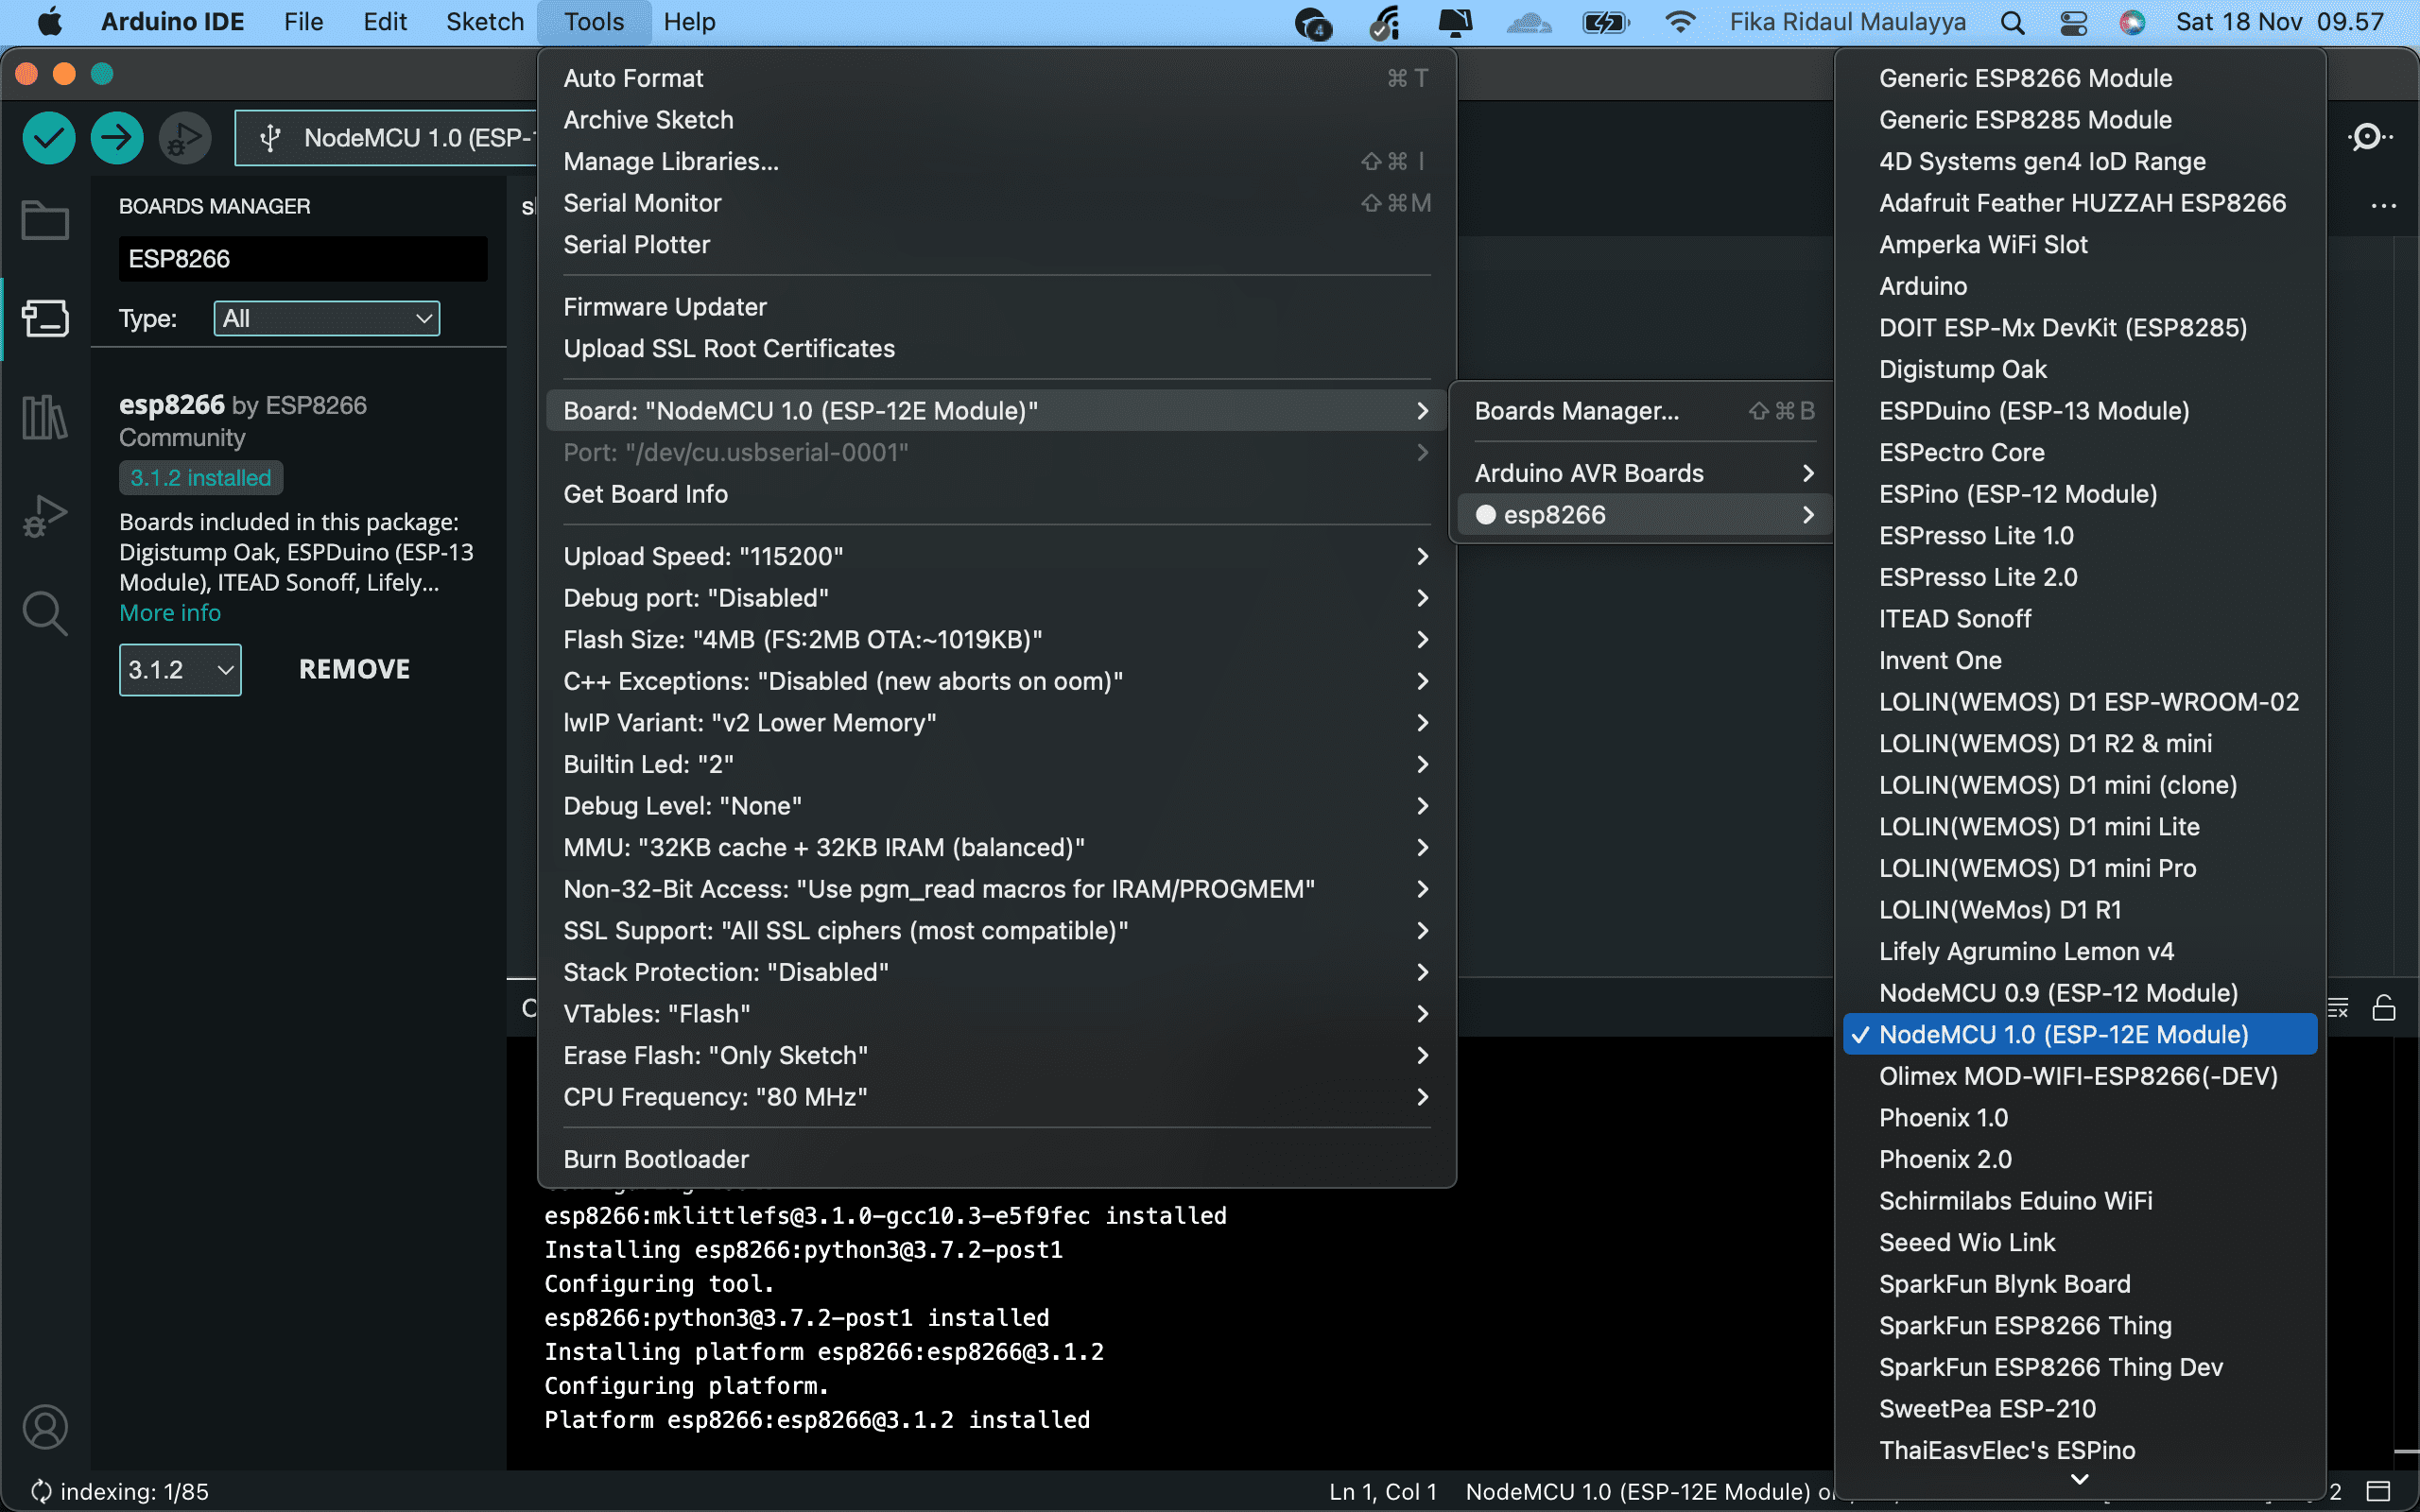 Arduino IDE File Edit Sketch Tools Help
4
Fika Ridaul Maulayya Sat 18 Nov 09.57
NodeMCU 1.0 (ESP-
BOARDS MANAGER
ESP8266
Type: All
esp8266 by ESP8266
Community
3.1.2 installed
Boards included in this package:
Digistump Oak, ESPDuino (ESP-13
Module), ITEAD Sonoff, Lifely...
More info
3.1.2 REMOVE
Auto Format ⌘ T
Archive Sketch
Manage Libraries... ⇧ ⌘ I
Serial Monitor ⇧ ⌘ M
Serial Plotter
Firmware Updater
Upload SSL Root Certificates
Board: "NodeMCU 1.0 (ESP-12E Module)"
Port: "/dev/cu.usbserial-0001"
Get Board Info
Upload Speed: "115200"
Debug port: "Disabled"
Flash Size: "4MB (FS:2MB OTA:~1019KB)"
C++ Exceptions: "Disabled (new aborts on oom)"
lwIP Variant: "v2 Lower Memory"
Builtin Led: "2"
Debug Level: "None"
MMU: "32KB cache + 32KB IRAM (balanced)"
Non-32-Bit Access: "Use pgm_read macros for IRAM/PROGMEM"
SSL Support: "All SSL ciphers (most compatible)"
Stack Protection: "Disabled"
VTables: "Flash"
Erase Flash: "Only Sketch"
CPU Frequency: "80 MHz"
Burn Bootloader
Boards Manager... ⇧ ⌘ B
Arduino AVR Boards
esp8266
Generic ESP8266 Module
Generic ESP8285 Module
4D Systems gen4 IoD Range
Adafruit Feather HUZZAH ESP8266
Amperka WiFi Slot
Arduino
DOIT ESP-Mx DevKit (ESP8285)
Digistump Oak
ESPDuino (ESP-13 Module)
ESPectro Core
ESPino (ESP-12 Module)
ESPresso Lite 1.0
ESPresso Lite 2.0
ITEAD Sonoff
Invent One
LOLIN(WEMOS) D1 ESP-WROOM-02
LOLIN(WEMOS) D1 R2 & mini
LOLIN(WEMOS) D1 mini (clone)
LOLIN(WEMOS) D1 mini Lite
LOLIN(WEMOS) D1 mini Pro
LOLIN(WeMos) D1 R1
Lifely Agrumino Lemon v4
NodeMCU 0.9 (ESP-12 Module)
✓ NodeMCU 1.0 (ESP-12E Module)
Olimex MOD-WIFI-ESP8266(-DEV)
Phoenix 1.0
Phoenix 2.0
Schirmilabs Eduino WiFi
Seeed Wio Link
SparkFun Blynk Board
SparkFun ESP8266 Thing
SparkFun ESP8266 Thing Dev
SweetPea ESP-210
ThaiEasyElec's ESPino
esp8266:mklittlefs@3.1.0-gcc10.3-e5f9fec installed
Installing esp8266:python3@3.7.2-post1
Configuring tool.
esp8266:python3@3.7.2-post1 installed
Installing platform esp8266:esp8266@3.1.2
Configuring platform.
Platform esp8266:esp8266@3.1.2 installed
indexing: 1/85
Ln 1, Col 1 NodeMCU 1.0 (ESP-12E Module) 2